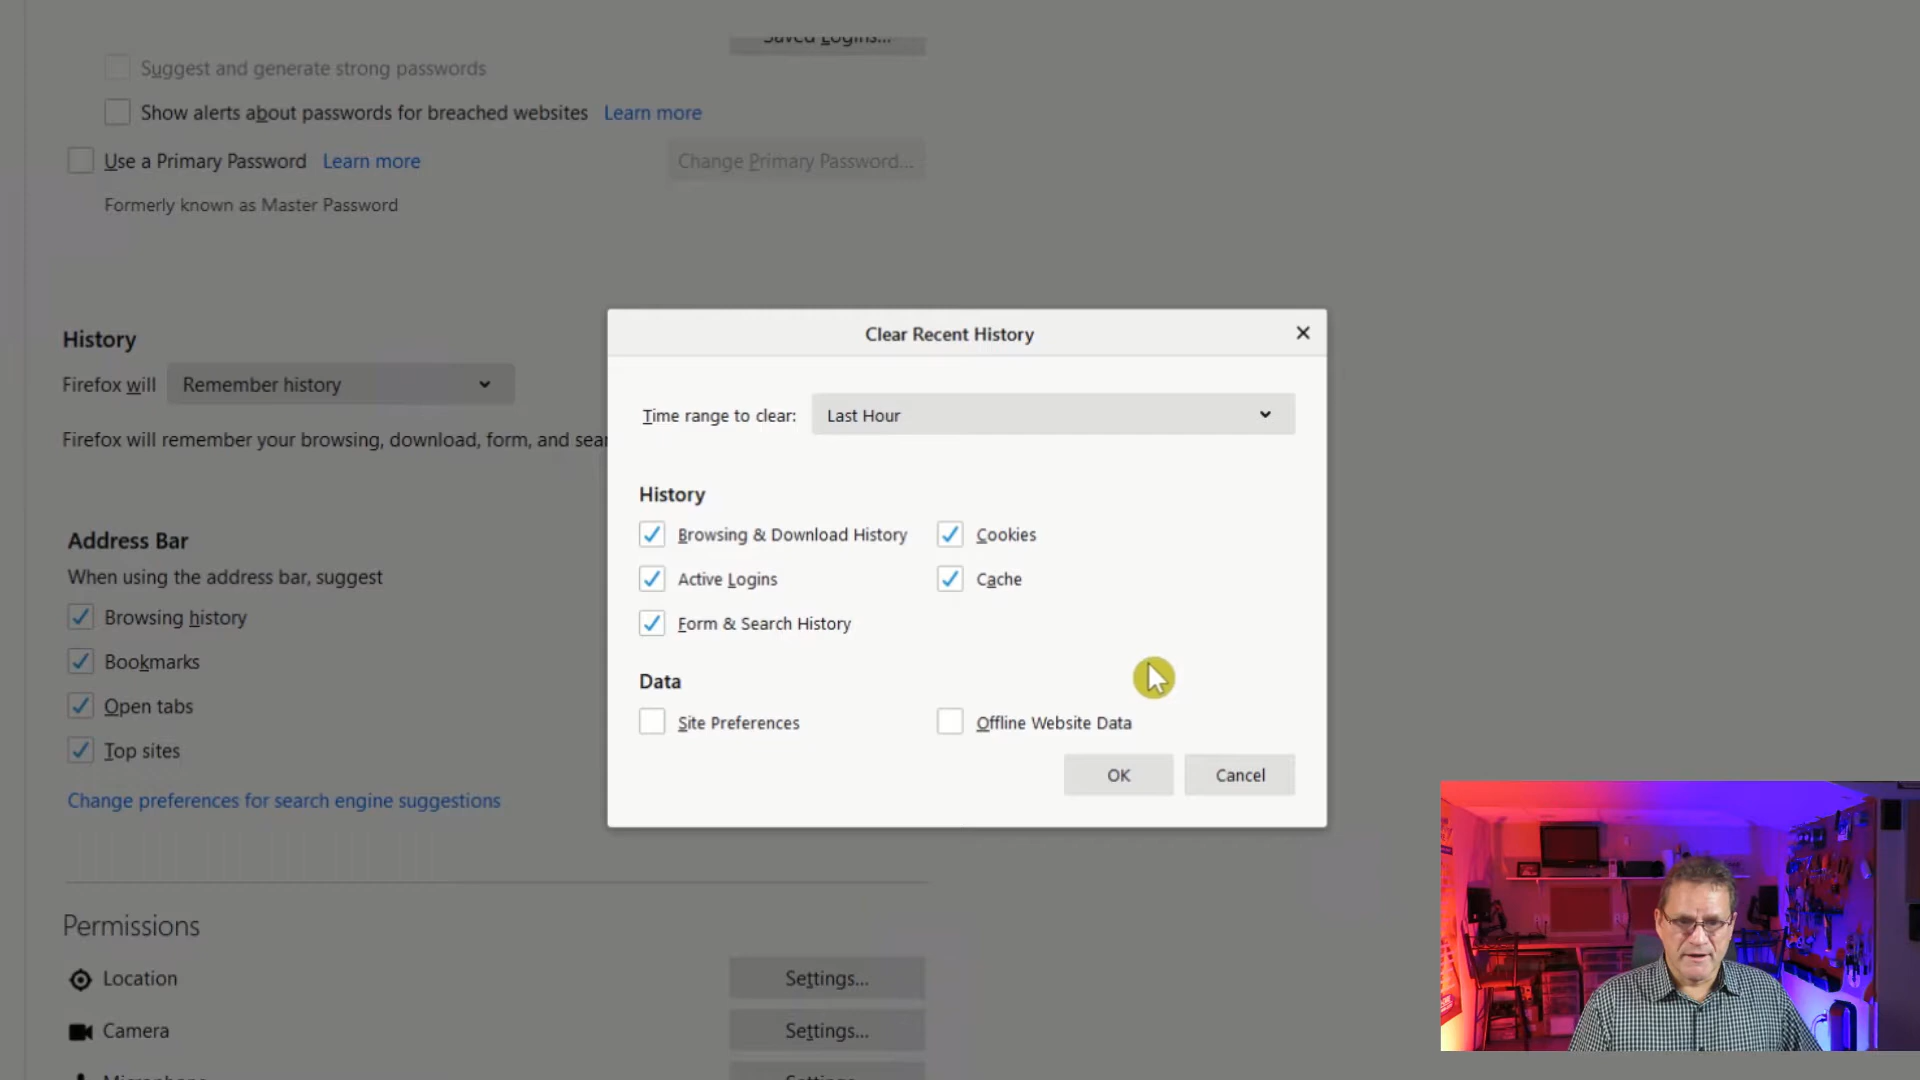 Saved Logins...
Suggest and generate strong passwords
Show alerts about passwords for breached websites Learn more
Use a Primary Password Learn more Change Primary Password...
Formerly known as Master Password
History
Firefox will Remember history
Firefox will remember your browsing, download, form, and
Address Bar
When using the address bar, suggest
Browsing history
Bookmarks
Open tabs
Top sites
Change preferences for search engine suggestions
Permissions
Location Settings...
Camera Settings...
Clear Recent History
Time range to clear: Last Hour
History
Browsing & Download History Cookies
Active Logins Cache
Form & Search History
Data
Site Preferences Offline Website Data
OK Cancel